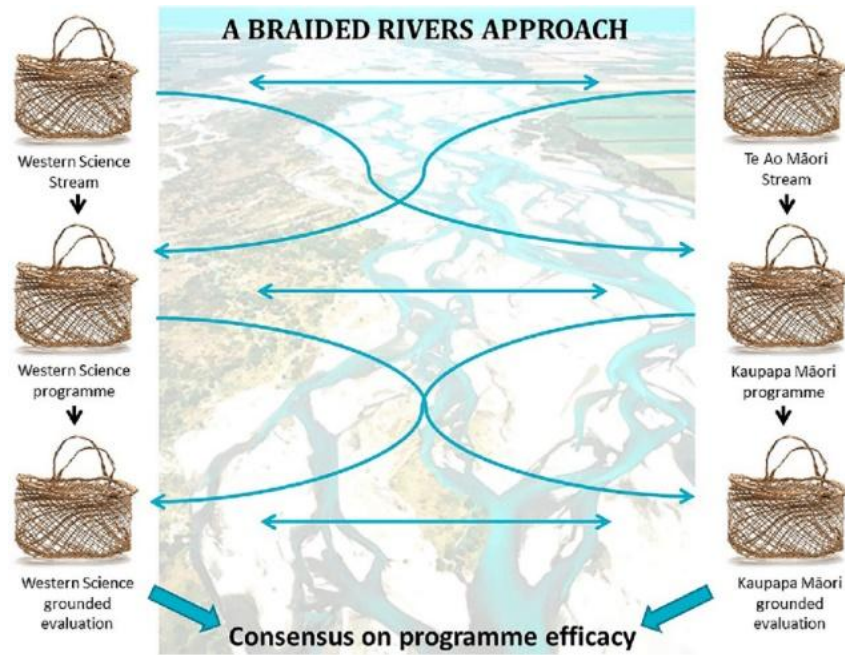 A BRAIDED RIVERS APPROACH
Western Science
Stream
Te Ao Māori
Stream
Western Science
programme
Kaupapa Māori
programme
Western Science
grounded
evaluation
Kaupapa Māori
grounded
evaluation
Consensus on programme efficacy